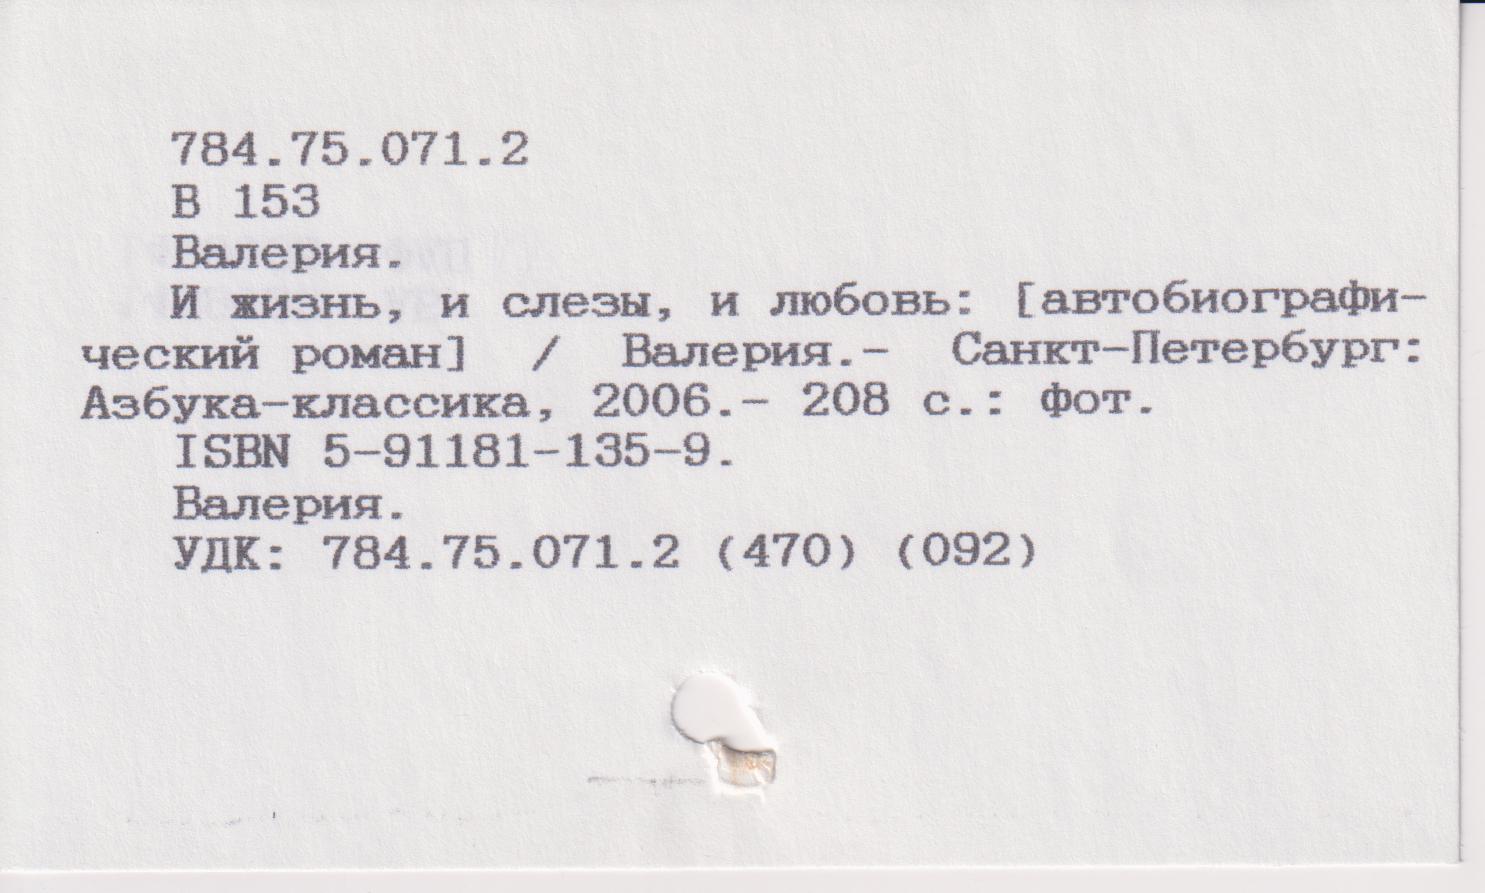 784.75.071.2
В 153
Валерия.
И жизнь, и слезы, и любовь: [автобиографи-
ческий роман] / Валерия.- Санкт-Петербург:
Азбука-классика, 2006.- 208 с.: Фот.
ISBN 5-91181-135-9.
Валерия.
УДК: 784.75.071.2 (470) (092)